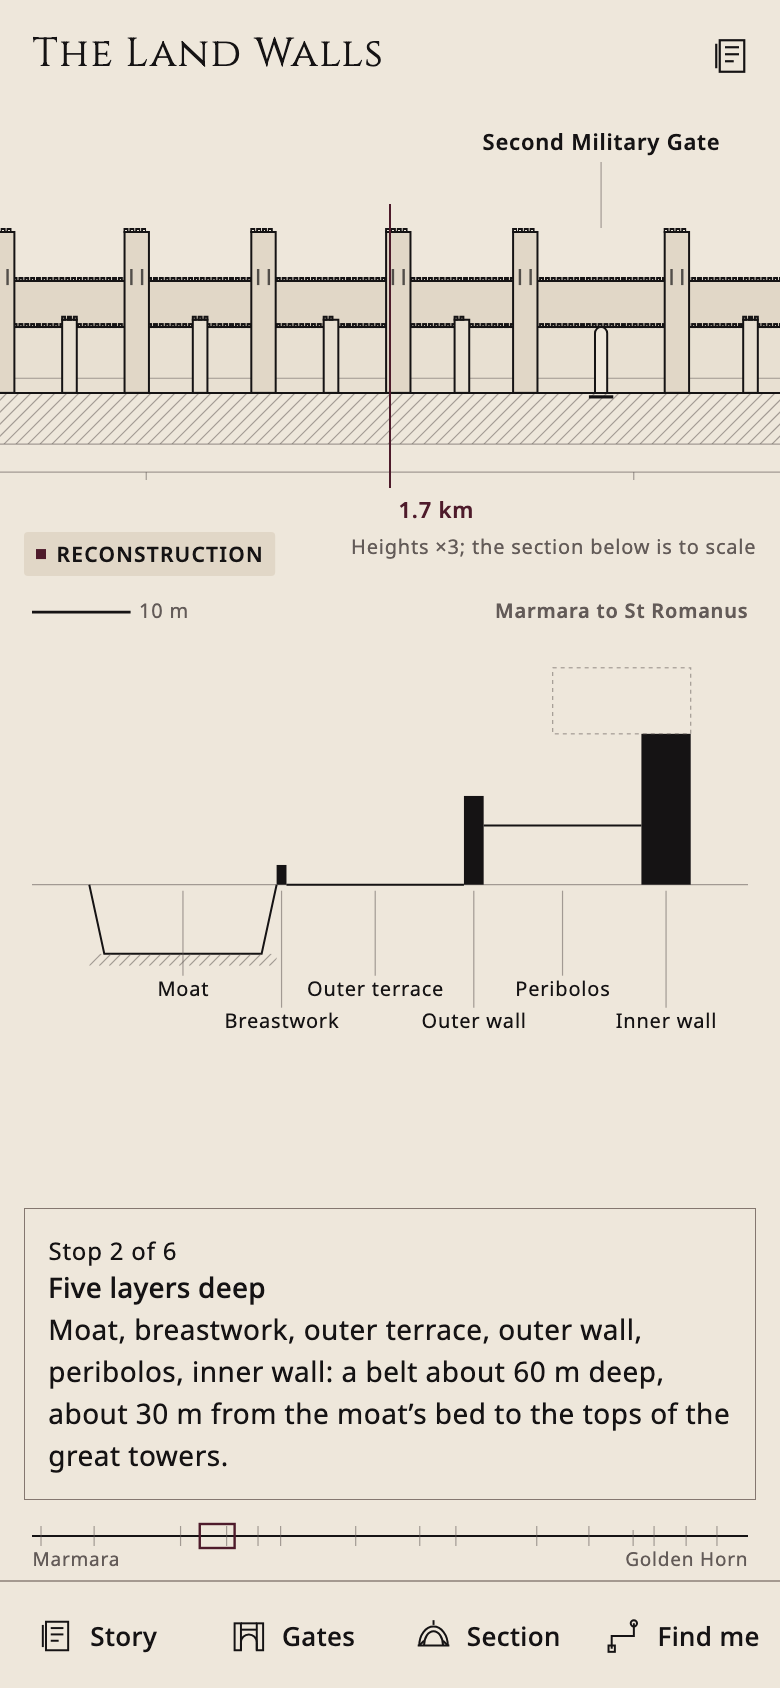 The Land Walls
Second Military Gate
1.7 km
RECONSTRUCTION
Heights ×3; the section below is to scale
10 m
Marmara to St Romanus
Moat
Outer terrace
Peribolos
Breastwork
Outer wall
Inner wall
Stop 2 of 6
Five layers deep
Moat, breastwork, outer terrace, outer wall,
peribolos, inner wall: a belt about 60 m deep,
about 30 m from the moat’s bed to the tops of the
great towers.
Marmara
Golden Horn
Story
Gates
Section
Find me